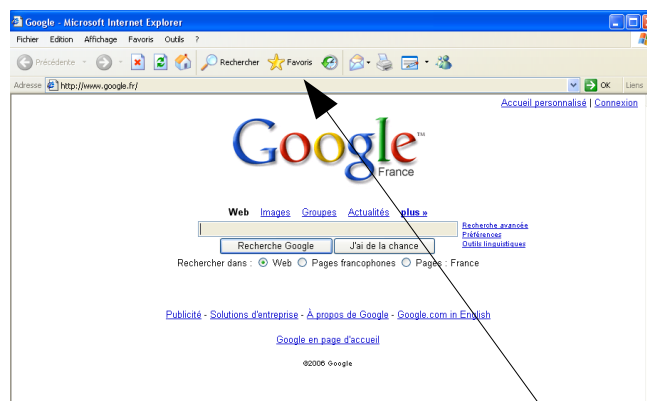 Google - Microsoft Internet Explorer
Fichier Edition Affichage Favoris Outils ?
Précédente Rechercher Favoris
Adresse http://www.google.fr/ OK Liens
Accueil personnalisé | Connexion
Google™
France
Web Images Groupes Actualités plus »
Recherche avancée
Préférences
Outils linguistiques
Recherche Google J'ai de la chance
Rechercher dans : Web Pages francophones Pages : France
Publicité - Solutions d'entreprise - À propos de Google - Google.com in English
Google en page d'accueil
©2006 Google